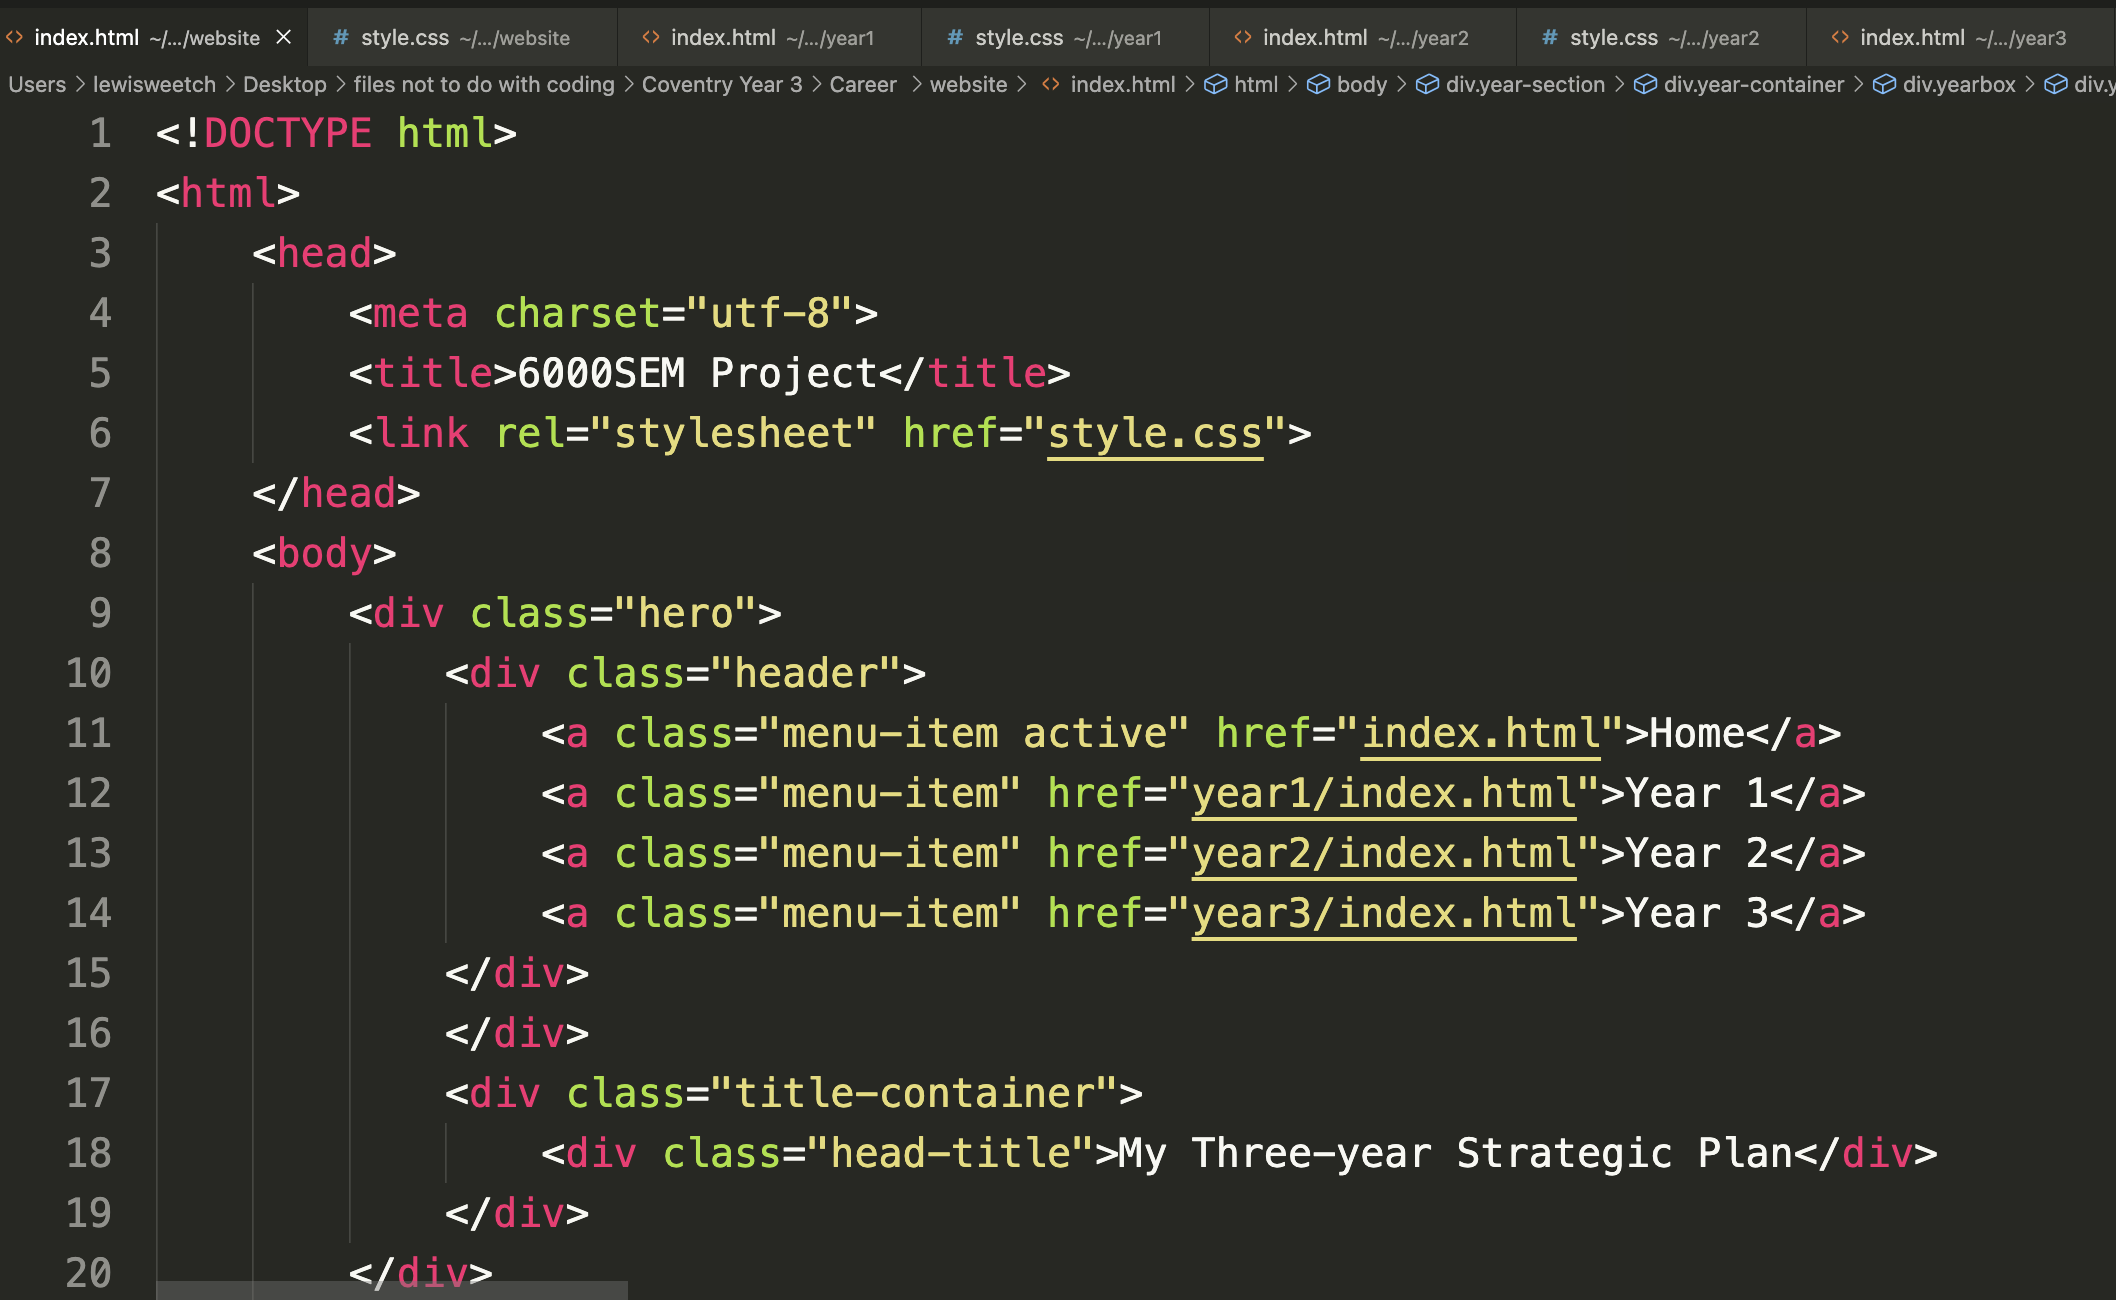 index.html ~/.../website × # style.css ~/.../website <> index.html ~/.../year1 # style.css ~/.../year1 <> index.html ~/.../year2 # style.css ~/.../year2 <> index.html ~/.../year3
Users > lewisweetch > Desktop > files not to do with coding > Coventry Year 3 > Career > website > <> index.html > html > body > div.year-section > div.year-container > div.yearbox > div.y
1 <!DOCTYPE html>
2 <html>
3     <head>
4         <meta charset="utf-8">
5         <title>6000SEM Project</title>
6         <link rel="stylesheet" href="style.css">
7     </head>
8     <body>
9         <div class="hero">
10             <div class="header">
11                 <a class="menu-item active" href="index.html">Home</a>
12                 <a class="menu-item" href="year1/index.html">Year 1</a>
13                 <a class="menu-item" href="year2/index.html">Year 2</a>
14                 <a class="menu-item" href="year3/index.html">Year 3</a>
15             </div>
16             </div>
17             <div class="title-container">
18                 <div class="head-title">My Three-year Strategic Plan</div>
19             </div>
20         </div>